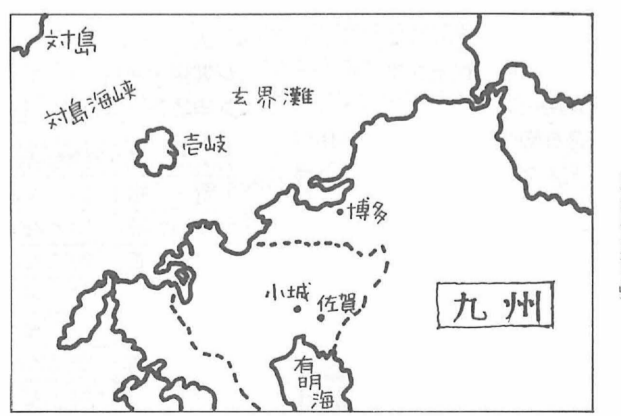 対島
対島海峡
玄界灘
壱岐
博多
小城
佐賀
九州
有
明
海